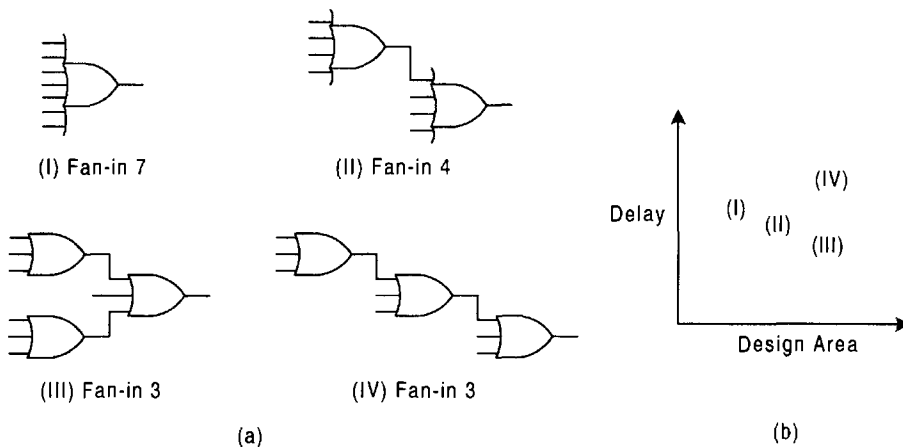 (I) Fan-in 7
(II) Fan-in 4
(III) Fan-in 3
(IV) Fan-in 3
(a)
Delay
(I)
(II)
(III)
(IV)
Design Area
(b)